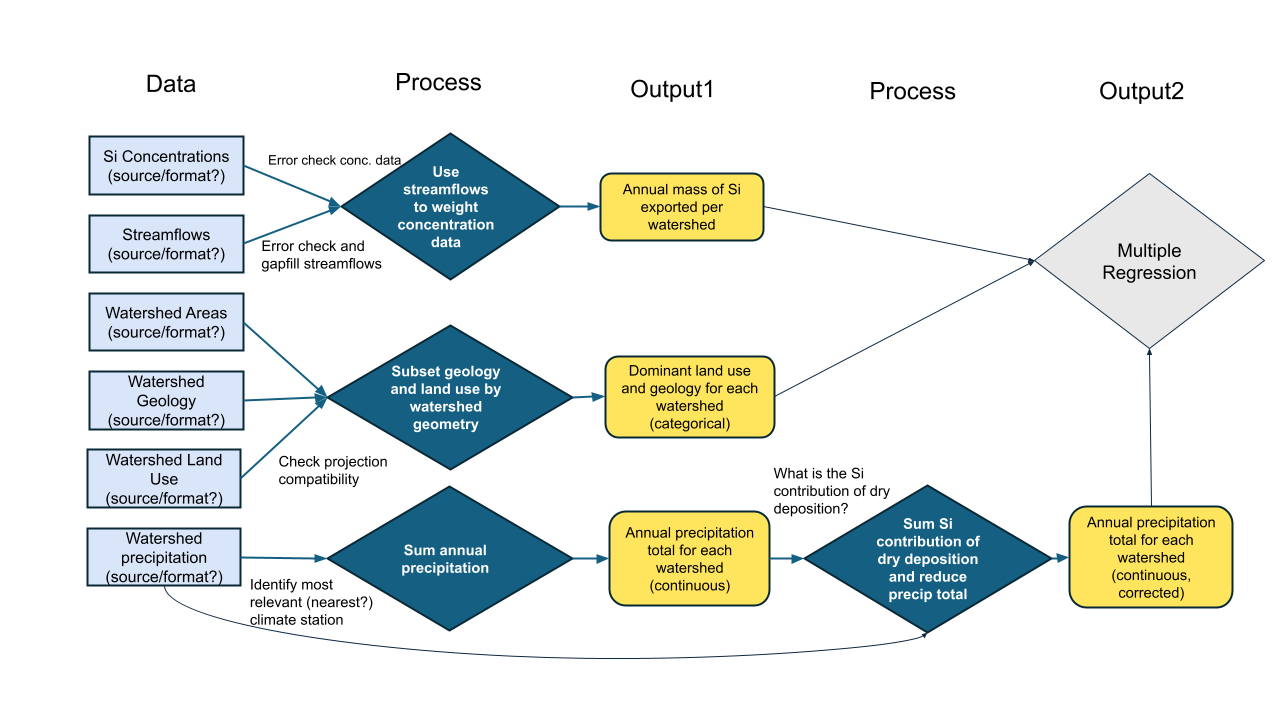 Data
Process
Output1
Process
Output2
Si Concentrations
(source/format?)
Error check conc. data
Use
streamflows
to weight
concentration
data
Annual mass of Si
exported per
watershed
Streamflows
(source/format?)
Error check and
gapfill streamflows
Multiple
Regression
Watershed Areas
(source/format?)
Watershed
Geology
(source/format?)
Subset geology
and land use by
watershed
geometry
Dominant land use
and geology for each
watershed
(categorical)
Watershed Land
Use
(source/format?)
Check projection
compatibility
What is the Si
contribution of dry
deposition?
Watershed
precipitation
(source/format?)
Identify most
relevant (nearest?)
climate station
Sum annual
precipitation
Annual precipitation
total for each
watershed
(continuous)
Sum Si
contribution of
dry deposition
and reduce
precip total
Annual precipitation
total for each
watershed
(continuous,
corrected)